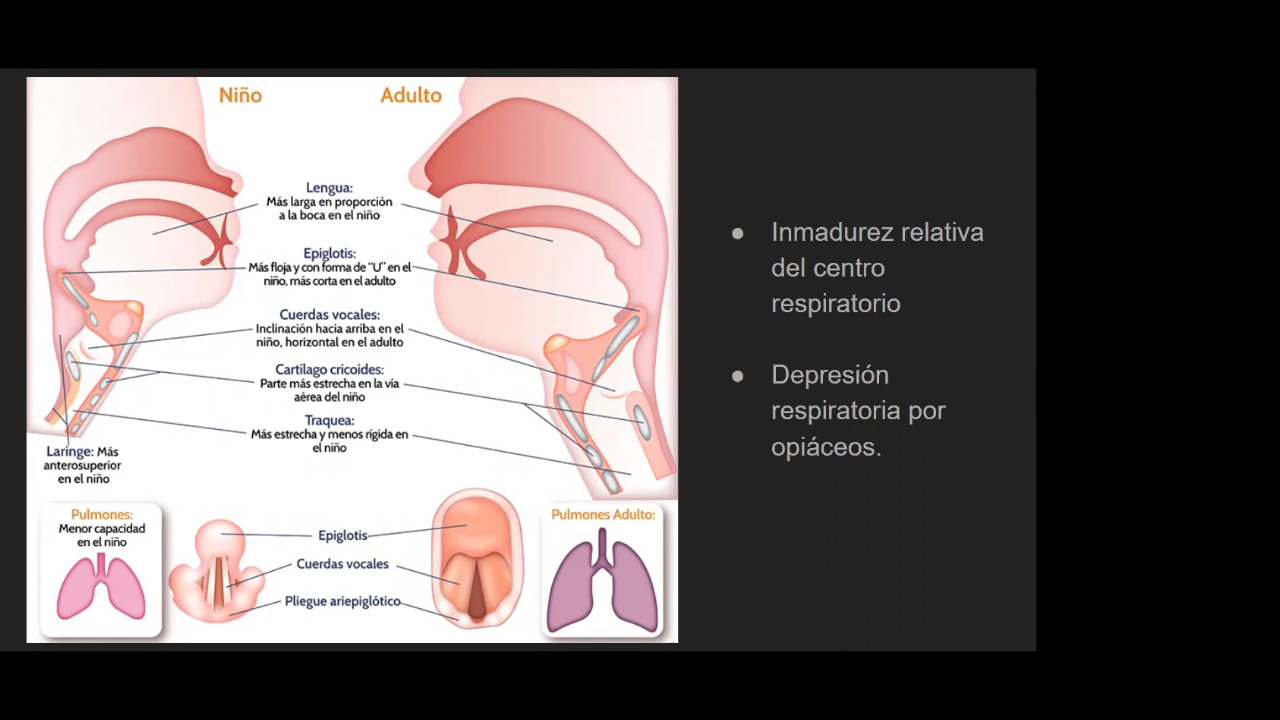 Niño
Adulto
Lengua:
Más larga en proporción
a la boca en el niño
Epiglotis:
Más floja y con forma de “U” en el
niño, más corta en el adulto
Cuerdas vocales:
Inclinación hacia arriba en el
niño, horizontal en el adulto
Cartílago cricoides:
Parte más estrecha en la vía
aérea del niño
Traquea:
Más estrecha y menos rígida en
el niño
Laringe: Más
anterosuperior
en el niño
Pulmones:
Menor capacidad
en el niño
Epiglotis
Cuerdas vocales
Pliegue ariepiglótico
Pulmones Adulto:
● Inmadurez relativa
del centro
respiratorio
● Depresión
respiratoria por
opiáceos.